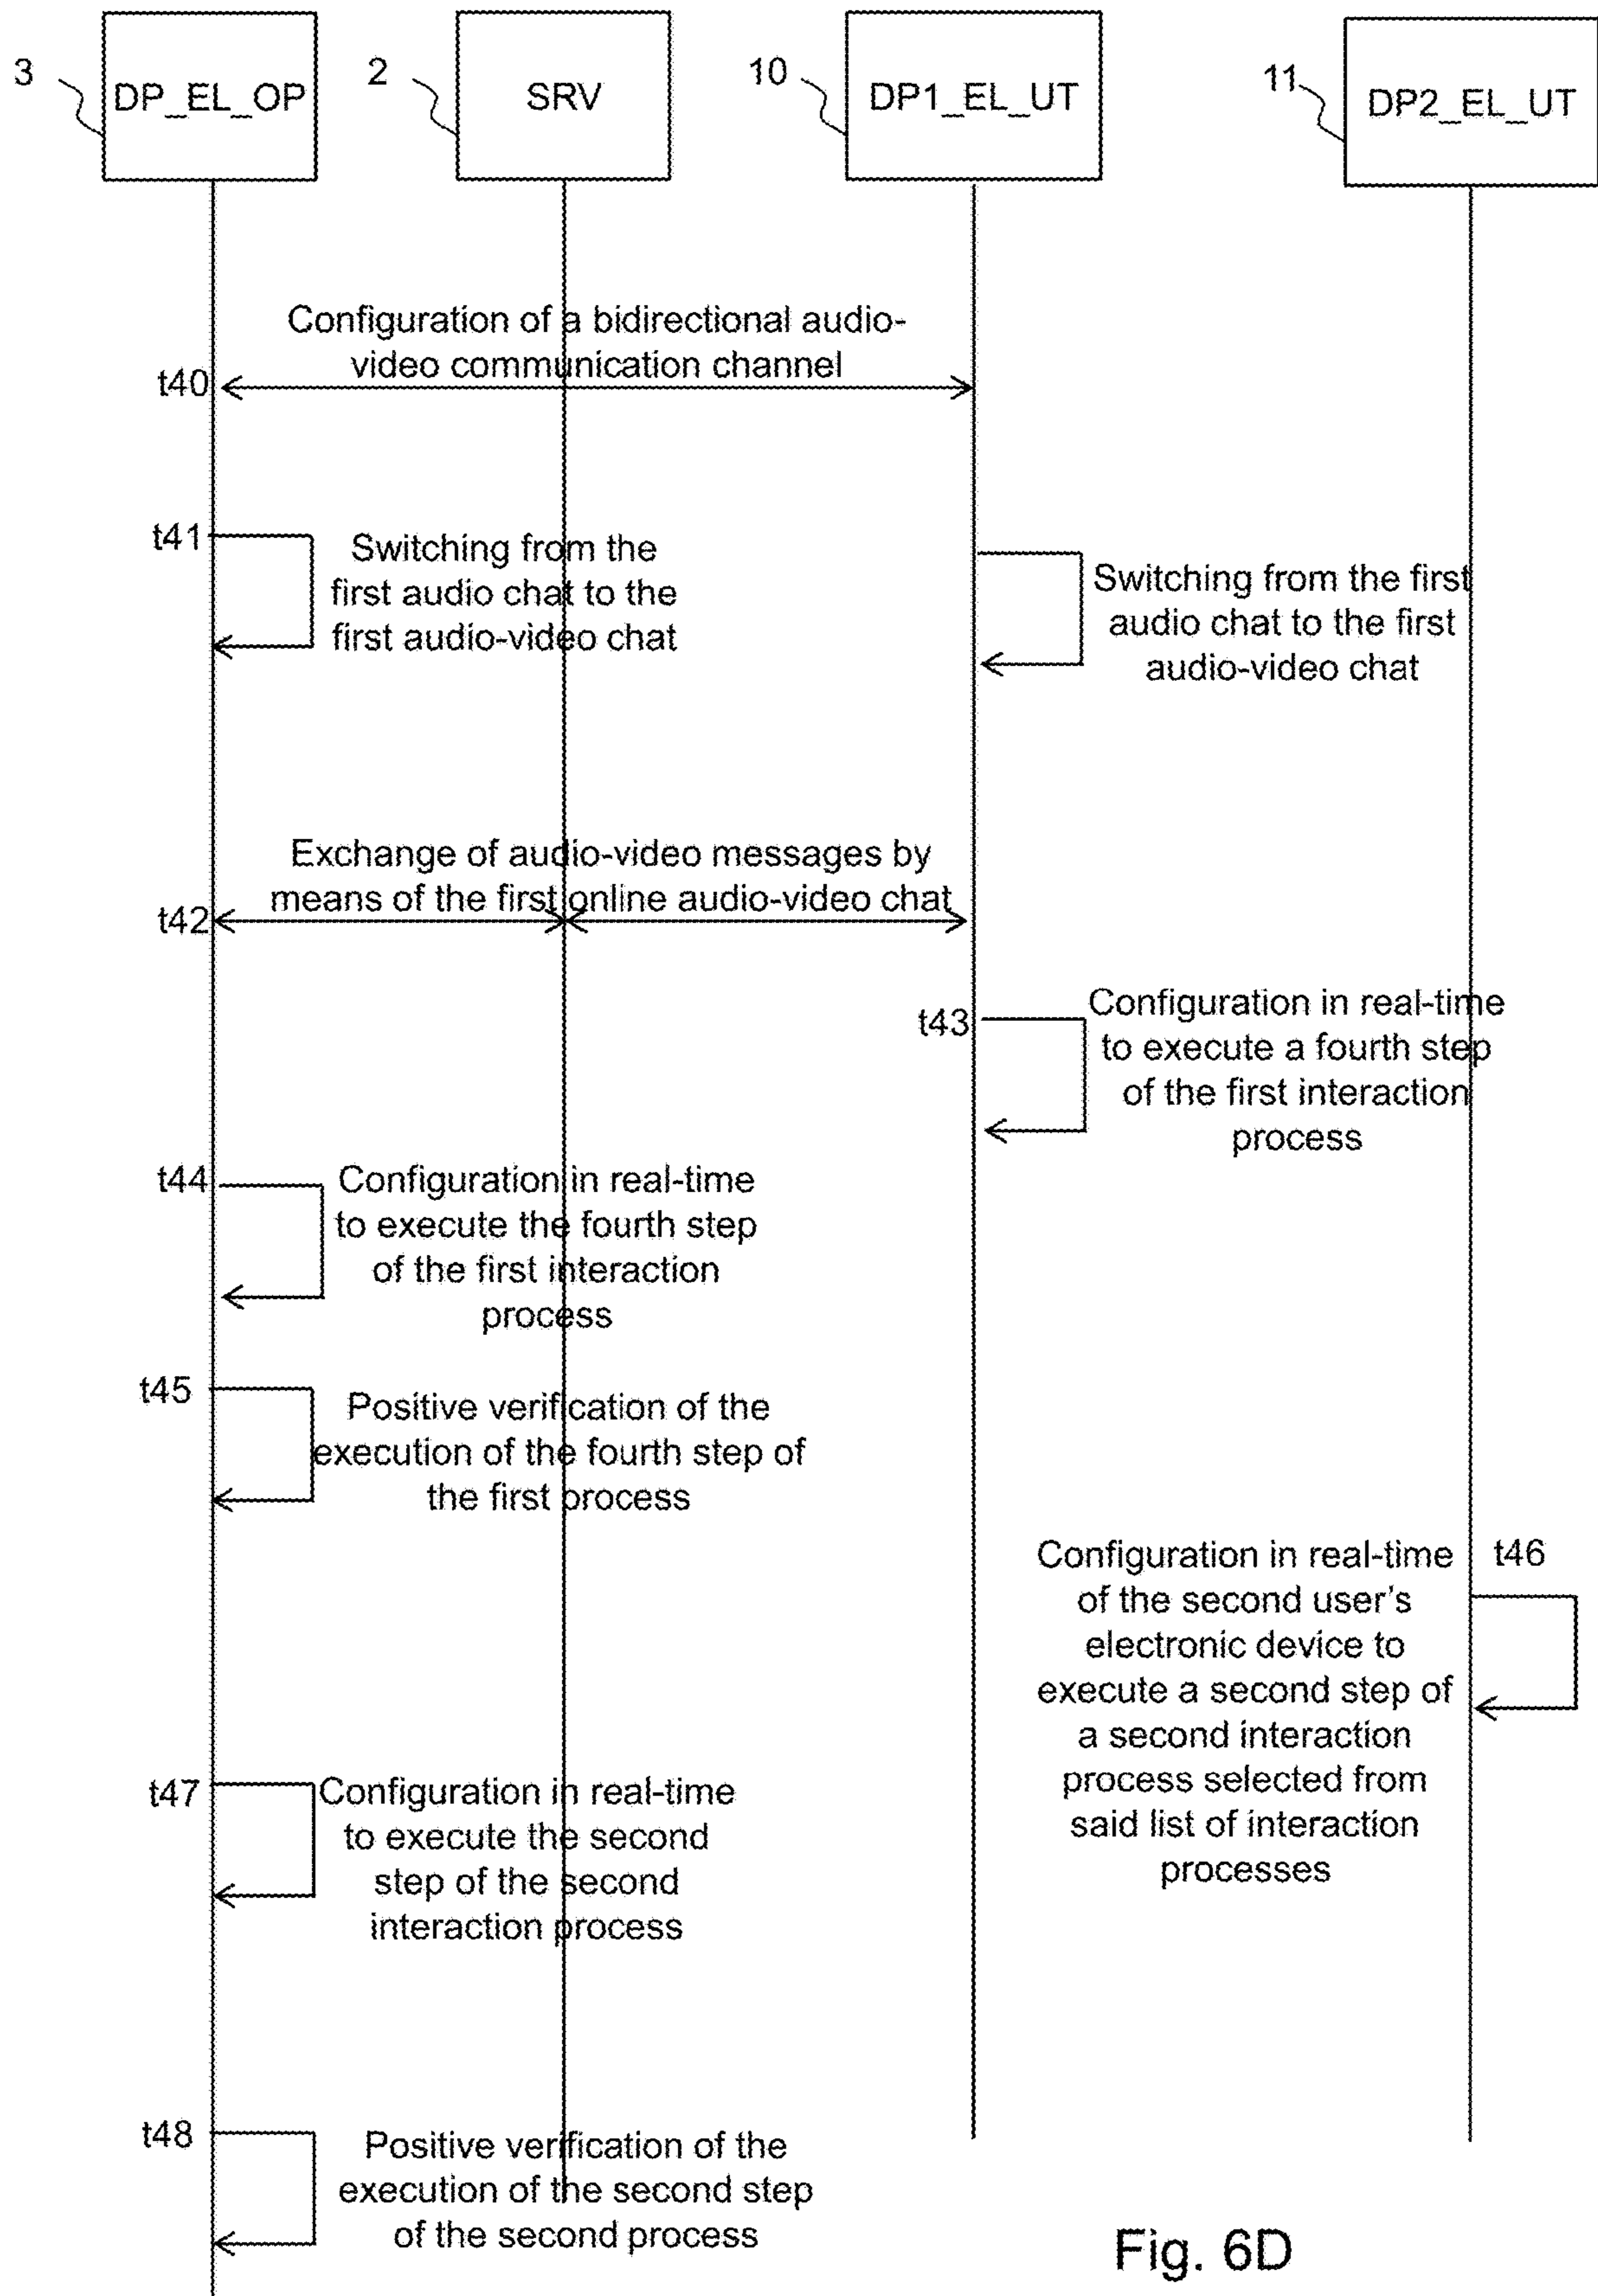 3
DP_EL_OP
2
SRV
10
DP1_EL_UT
11
DP2_EL_UT
Configuration of a bidirectional audio-
video communication channel
t40
t41
Switching from the
first audio chat to the
first audio-video chat
Switching from the first
audio chat to the first
audio-video chat
Exchange of audio-video messages by
means of the first online audio-video chat
t42
t43
Configuration in real-time
to execute a fourth step
of the first interaction
process
t44
Configuration in real-time
to execute the fourth step
of the first interaction
process
t45
Positive verification of the
execution of the fourth step of
the first process
t46
Configuration in real-time
of the second user's
electronic device to
execute a second step of
a second interaction
process selected from
said list of interaction
processes
t47
Configuration in real-time
to execute the second
step of the second
interaction process
t48
Positive verification of the
execution of the second step
of the second process
Fig. 6D